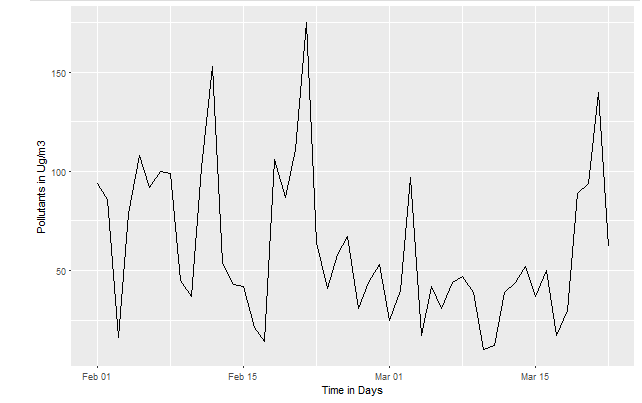 150
100
50
Pollutants in Ug/m3
Feb 01 Feb 15 Mar 01 Mar 15
Time in Days